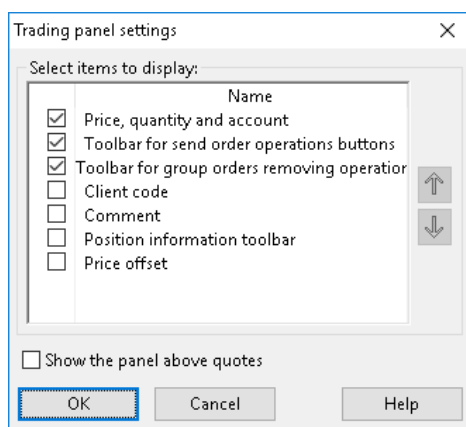 Trading panel settings
Select items to display:
Name
Price, quantity and account
Toolbar for send order operations buttons
Toolbar for group orders removing operation
Client code
Comment
Position information toolbar
Price offset
Show the panel above quotes
OK Cancel Help